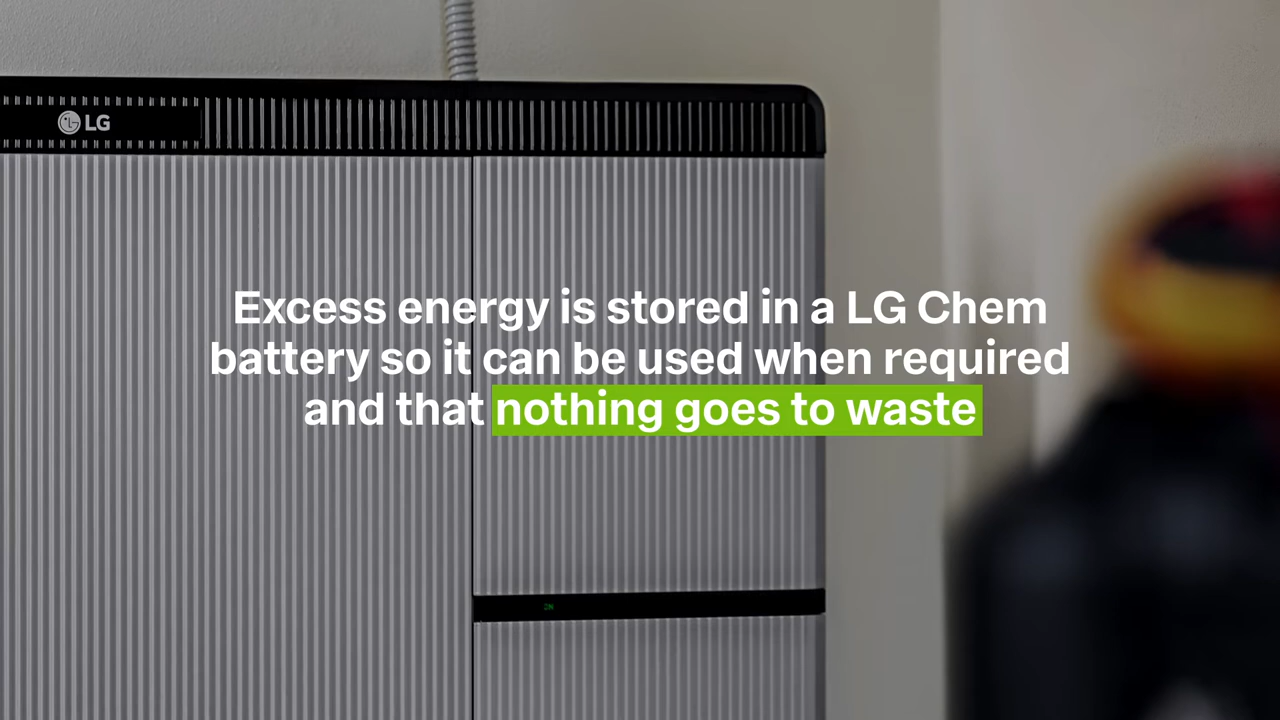 LG
Excess energy is stored in a LG Chem
battery so it can be used when required
and that nothing goes to waste